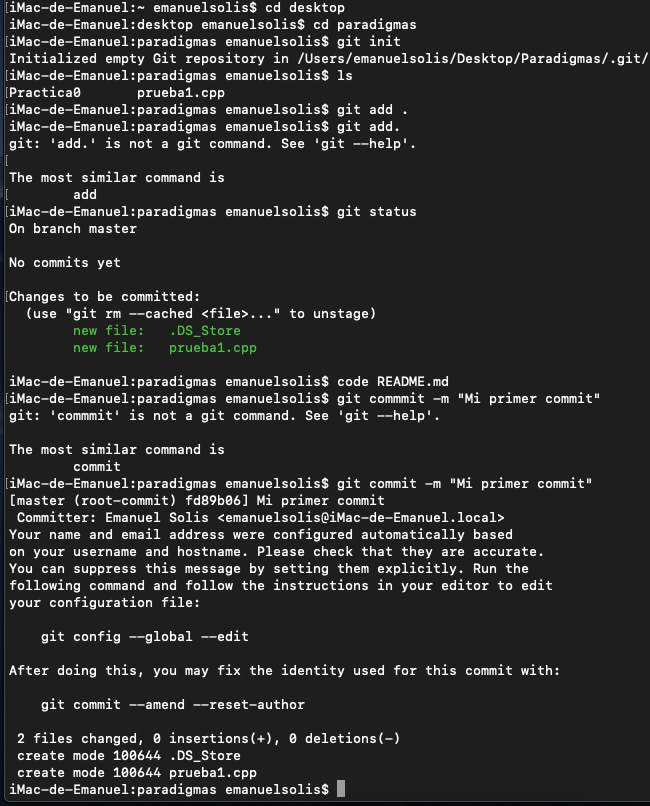 iMac-de-Emanuel:~ emanuelsolis$ cd desktop
iMac-de-Emanuel:desktop emanuelsolis$ cd paradigmas
[iMac-de-Emanuel:paradigmas emanuelsolis$ git init
Initialized empty Git repository in /Users/emanuelsolis/Desktop/Paradigmas/.git/
[iMac-de-Emanuel:paradigmas emanuelsolis$ ls
[Practica0       prueba1.cpp
[iMac-de-Emanuel:paradigmas emanuelsolis$ git add .
iMac-de-Emanuel:paradigmas emanuelsolis$ git add.
git: 'add.' is not a git command. See 'git --help'.
[
The most similar command is
[        add
[iMac-de-Emanuel:paradigmas emanuelsolis$ git status
On branch master
No commits yet
[Changes to be committed:
  (use "git rm --cached <file>..." to unstage)
        new file:   .DS_Store
        new file:   prueba1.cpp
iMac-de-Emanuel:paradigmas emanuelsolis$ code README.md
[iMac-de-Emanuel:paradigmas emanuelsolis$ git commmit -m "Mi primer commit"
git: 'commmit' is not a git command. See 'git --help'.
The most similar command is
        commit
[iMac-de-Emanuel:paradigmas emanuelsolis$ git commit -m "Mi primer commit"
[master (root-commit) fd89b06] Mi primer commit
 Committer: Emanuel Solis <emanuelsolis@iMac-de-Emanuel.local>
Your name and email address were configured automatically based
on your username and hostname. Please check that they are accurate.
You can suppress this message by setting them explicitly. Run the
following command and follow the instructions in your editor to edit
your configuration file:
    git config --global --edit
After doing this, you may fix the identity used for this commit with:
    git commit --amend --reset-author
 2 files changed, 0 insertions(+), 0 deletions(-)
 create mode 100644 .DS_Store
 create mode 100644 prueba1.cpp
iMac-de-Emanuel:paradigmas emanuelsolis$